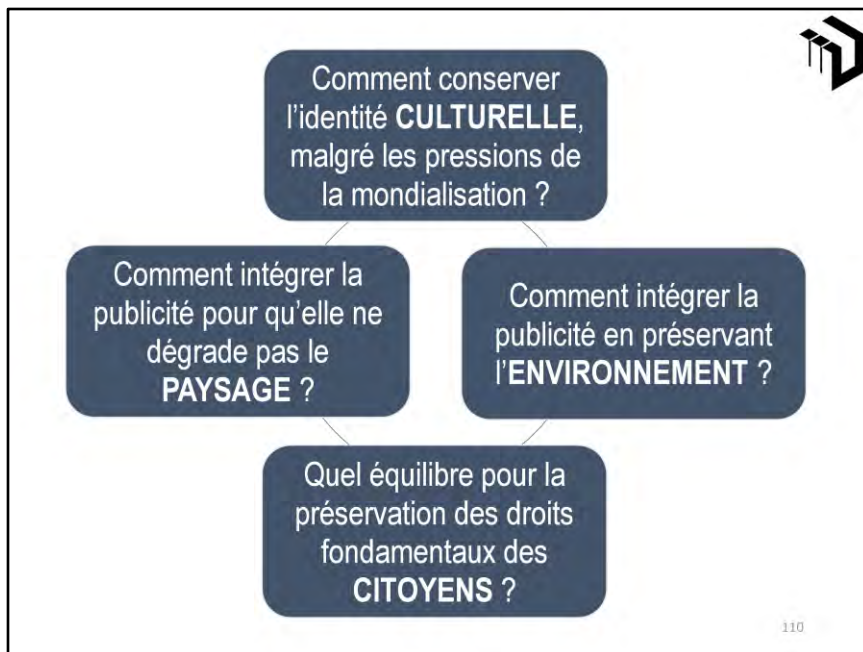 Comment conserver
l'identité CULTURELLE,
malgré les pressions de
la mondialisation ?
Comment intégrer la
publicité pour qu'elle ne
dégrade pas le
PAYSAGE ?
Comment intégrer la
publicité en préservant
l'ENVIRONNEMENT ?
Quel équilibre pour la
préservation des droits
fondamentaux des
CITOYENS ?
110